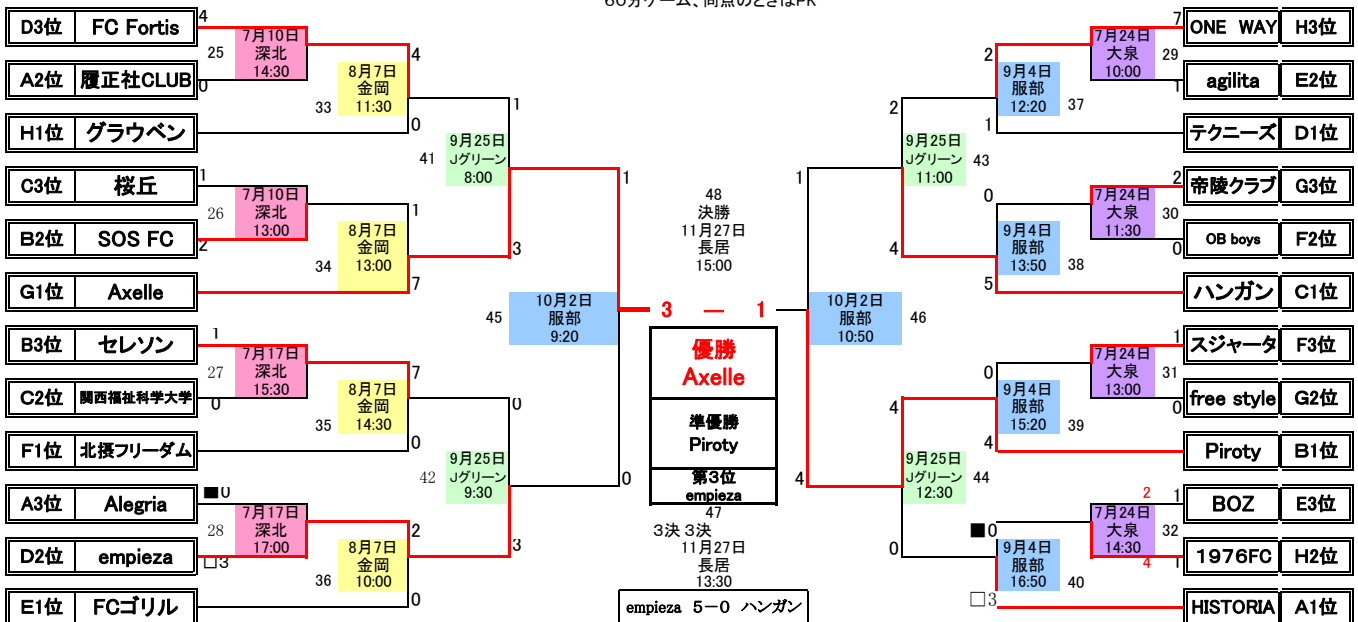 60分ゲーム、同点のときはPK
D3位 FC Fortis 4
25 7月10日 深北 14:30
A2位 履正社CLUB 0
33 8月7日 金岡 11:30
4
0
H1位 グラウベン
C3位 桜丘 1
26 7月10日 深北 13:00
B2位 SOS FC 2
34 8月7日 金岡 13:00
1
7
G1位 Axelle
41 9月25日 Jグリーン 8:00
1
3
B3位 セレソン 1
27 7月17日 深北 15:30
C2位 関西福祉科学大学 0
35 8月7日 金岡 14:30
7
0
F1位 北摂フリーダム
A3位 Alegria ■0
28 7月17日 深北 17:00
D2位 empieza □3
36 8月7日 金岡 10:00
2
0
E1位 FCゴリル
42 9月25日 Jグリーン 9:30
0
3
45 10月2日 服部 9:20
1
0
48
決勝
11月27日
長居
15:00
3 — 1
優勝
Axelle
準優勝
Piroty
第3位
empieza
47
3決 3決
11月27日
長居
13:30
empieza 5−0 ハンガン
10月2日 服部 10:50 46
1
4
9月25日 Jグリーン 11:00 43
2
4
9月4日 服部 12:20 37
2
1
7 ONE WAY H3位
7月24日 大泉 10:00 29
1 agilita E2位
テクニーズ D1位
9月4日 服部 13:50 38
0
5
2 帝陵クラブ G3位
7月24日 大泉 11:30 30
0 OB boys F2位
ハンガン C1位
9月25日 Jグリーン 12:30 44
4
0
9月4日 服部 15:20 39
0
4
1 スジャータ F3位
7月24日 大泉 13:00 31
0 free style G2位
Piroty B1位
9月4日 服部 16:50 40
■0
□3
2 1 BOZ E3位
7月24日 大泉 14:30 32
4 1 1976FC H2位
HISTORIA A1位